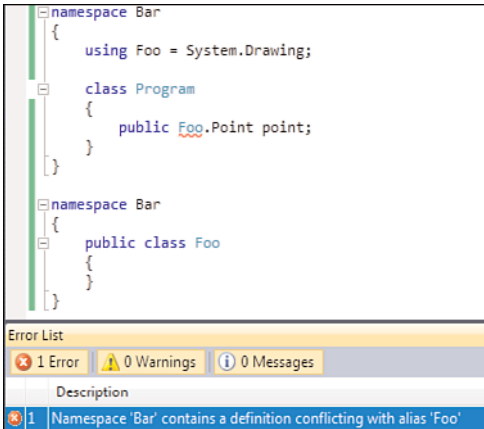 namespace Bar
{
using Foo = System.Drawing;
class Program
{
public Foo.Point point;
}
}
namespace Bar
{
public class Foo
{
}
}
Error List
1 Error 0 Warnings 0 Messages
Description
1 Namespace 'Bar' contains a definition conflicting with alias 'Foo'